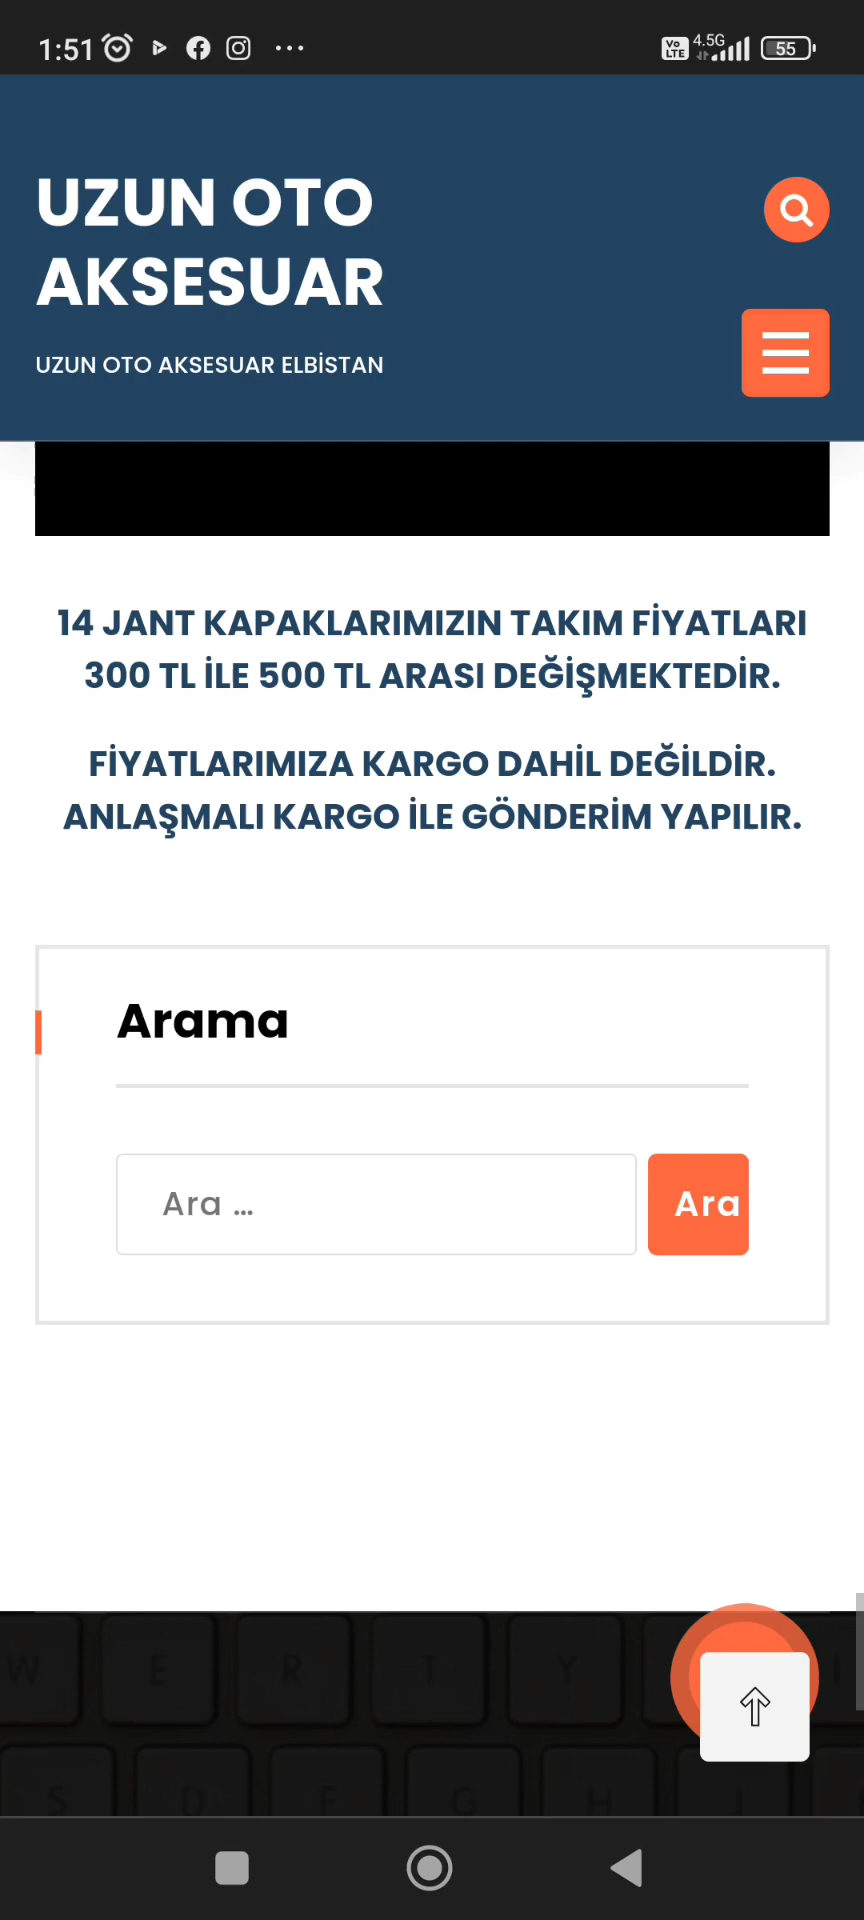 1:51
Vo LTE 4.5G 55
UZUN OTO
AKSESUAR
UZUN OTO AKSESUAR ELBİSTAN
14 JANT KAPAKLARIMIZIN TAKIM FİYATLARI
300 TL İLE 500 TL ARASI DEĞİŞMEKTEDİR.
FİYATLARIMIZA KARGO DAHİL DEĞİLDİR.
ANLAŞMALI KARGO İLE GÖNDERİM YAPILIR.
Arama
Ara ...
Ara
W E R T Y
S D F G H J